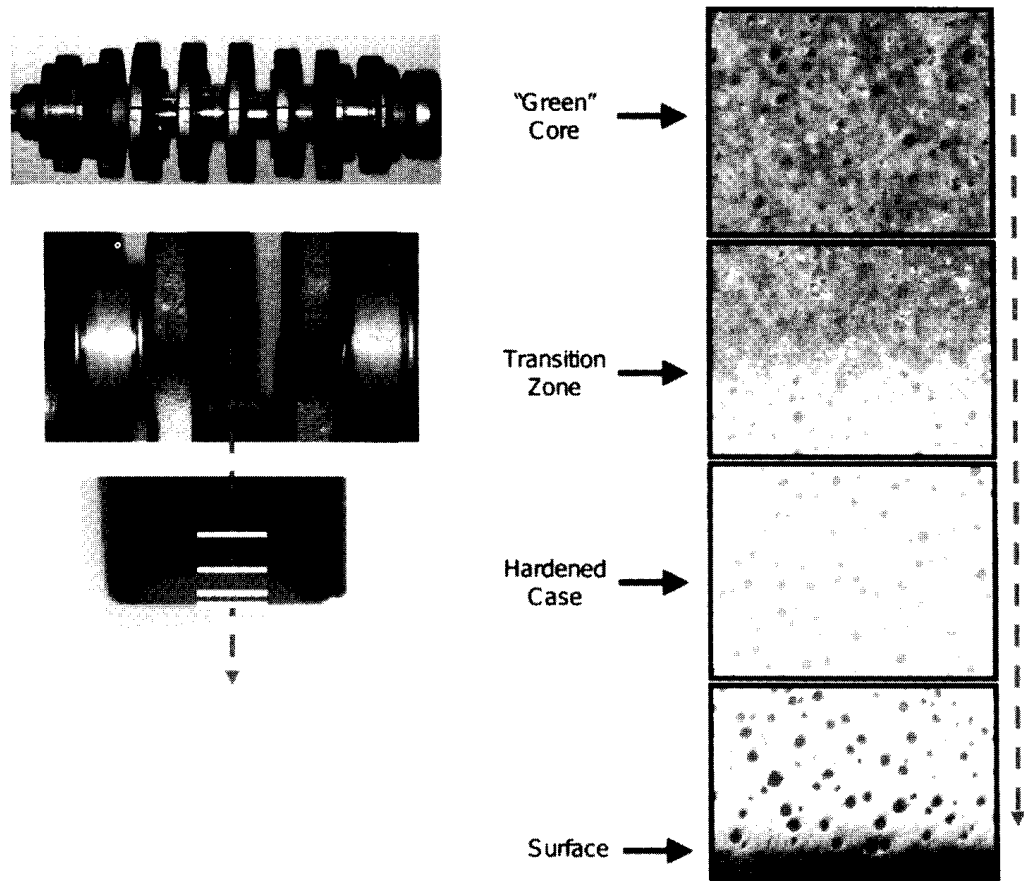 "Green"
Core
Transition
Zone
Hardened
Case
Surface